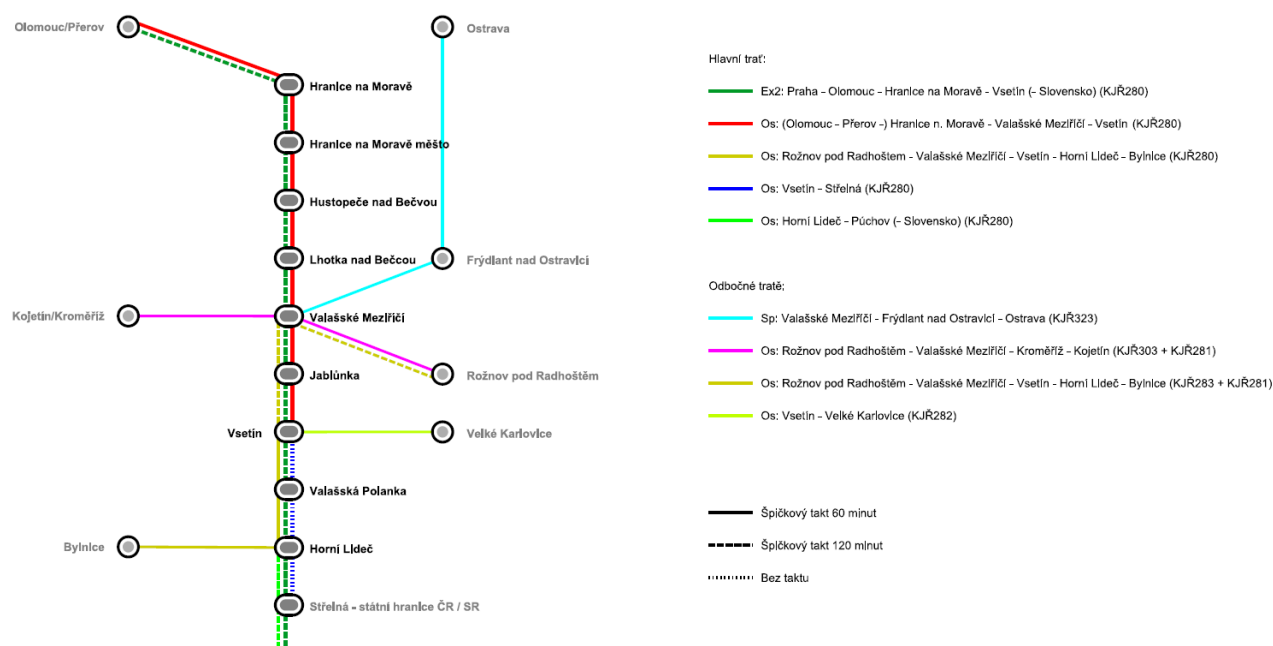 Olomouc/Přerov
Ostrava
Hranice na Moravě
Hranice na Moravě měšto
Hustopeče nad Bečvou
Lhotka nad Bečcou
Frýdlant nad Ostravicí
Kojetín/Kroměříž
Valašské Meziříčí
Jablůnka
Rožnov pod Radhoštěm
Vsetín
Velké Karlovice
Valašská Polanka
Bylnice
Horní Lideč
Střelná - státní hranice ČR / SR
Hlavní trať:
Ex2: Praha - Olomouc - Hranice na Moravě - Vsetín (- Slovensko) (KJŘ280)
Os: (Olomouc - Přerov -) Hranice n. Moravě - Valašské Meziříčí - Vsetín (KJŘ280)
Os: Rožnov pod Radhoštem - Valašské Meziříčí - Vsetín - Horní Lideč - Bylnice (KJŘ280)
Os: Vsetín - Střelná (KJŘ280)
Os: Horní Lideč - Púchov (- Slovensko) (KJŘ280)
Odbočné tratě:
Sp: Valašské Meziříčí - Frýdlant nad Ostravicí - Ostrava (KJŘ323)
Os: Rožnov pod Radhoštěm - Valašské Meziříčí - Kroměříž - Kojetín (KJŘ303 + KJŘ281)
Os: Rožnov pod Radhoštěm - Valašské Meziříčí - Vsetín - Horní Lideč - Bylnice (KJŘ283 + KJŘ281)
Os: Vsetín - Velké Karlovice (KJŘ282)
Špičkový takt 60 minut
Špičkový takt 120 minut
Bez taktu